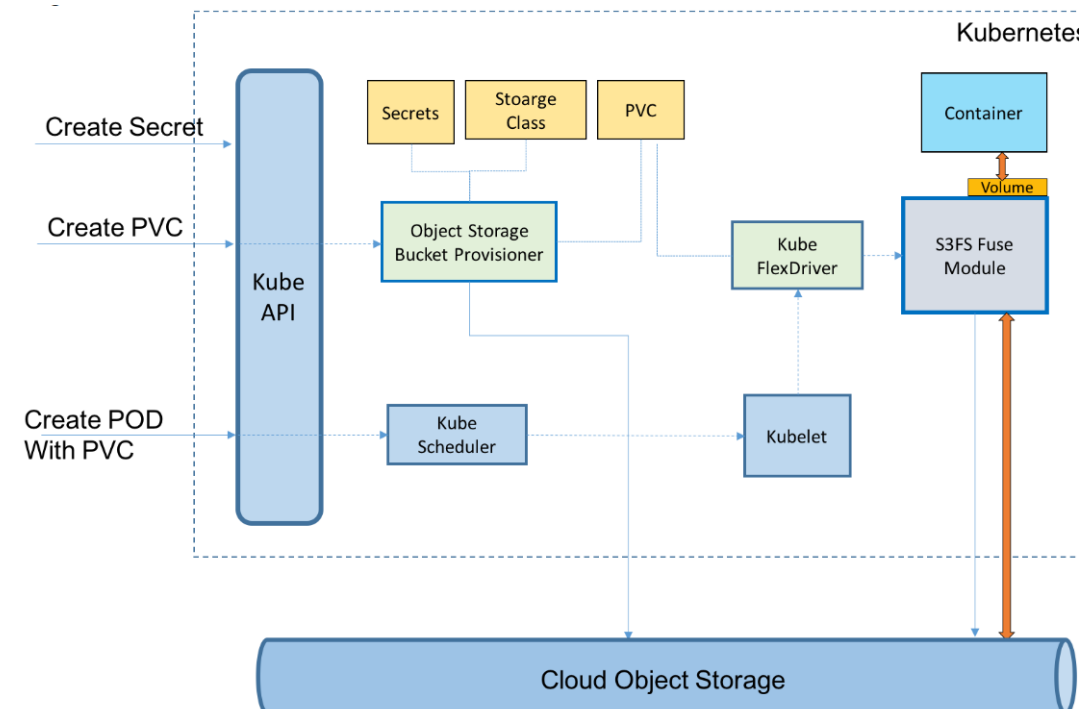 Kubernetes
Create Secret
Secrets
Stoarge
Class
PVC
Container
Volume
Create PVC
Object Storage
Bucket Provisioner
Kube
FlexDriver
S3FS Fuse
Module
Kube
API
Create POD
With PVC
Kube
Scheduler
Kubelet
Cloud Object Storage